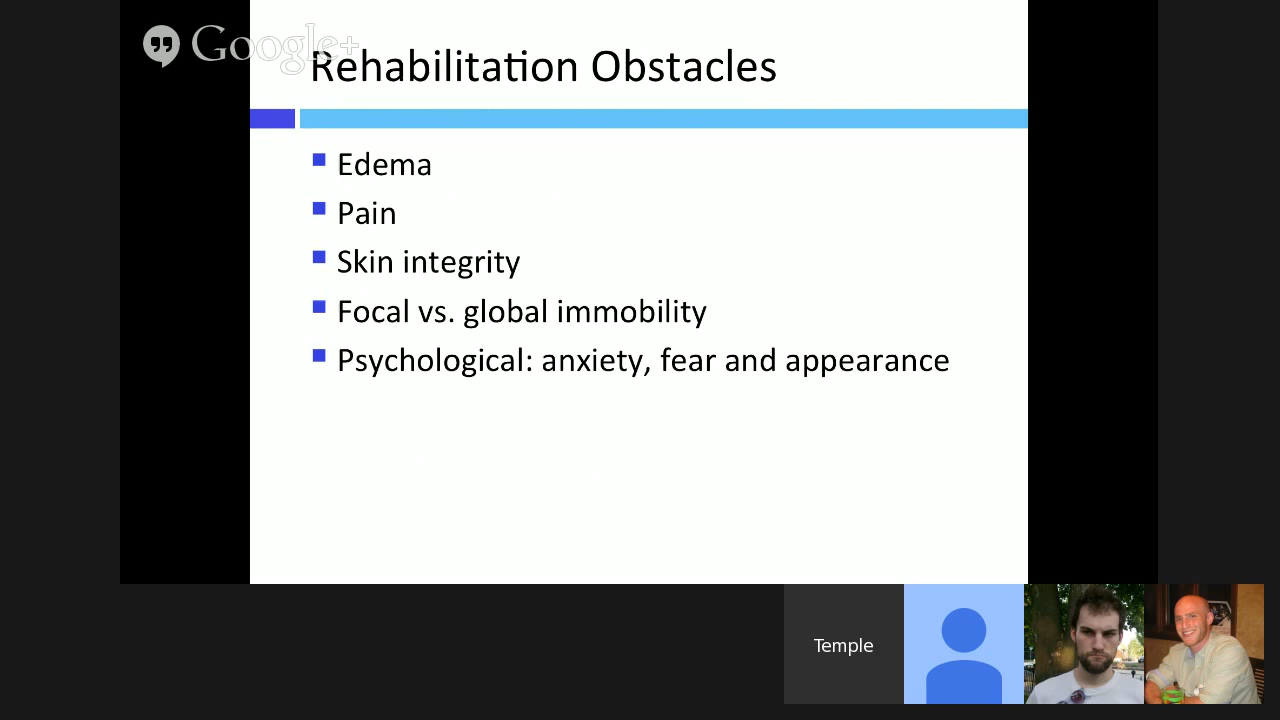 Google+
Rehabilitation Obstacles
Edema
Pain
Skin integrity
Focal vs. global immobility
Psychological: anxiety, fear and appearance
Temple